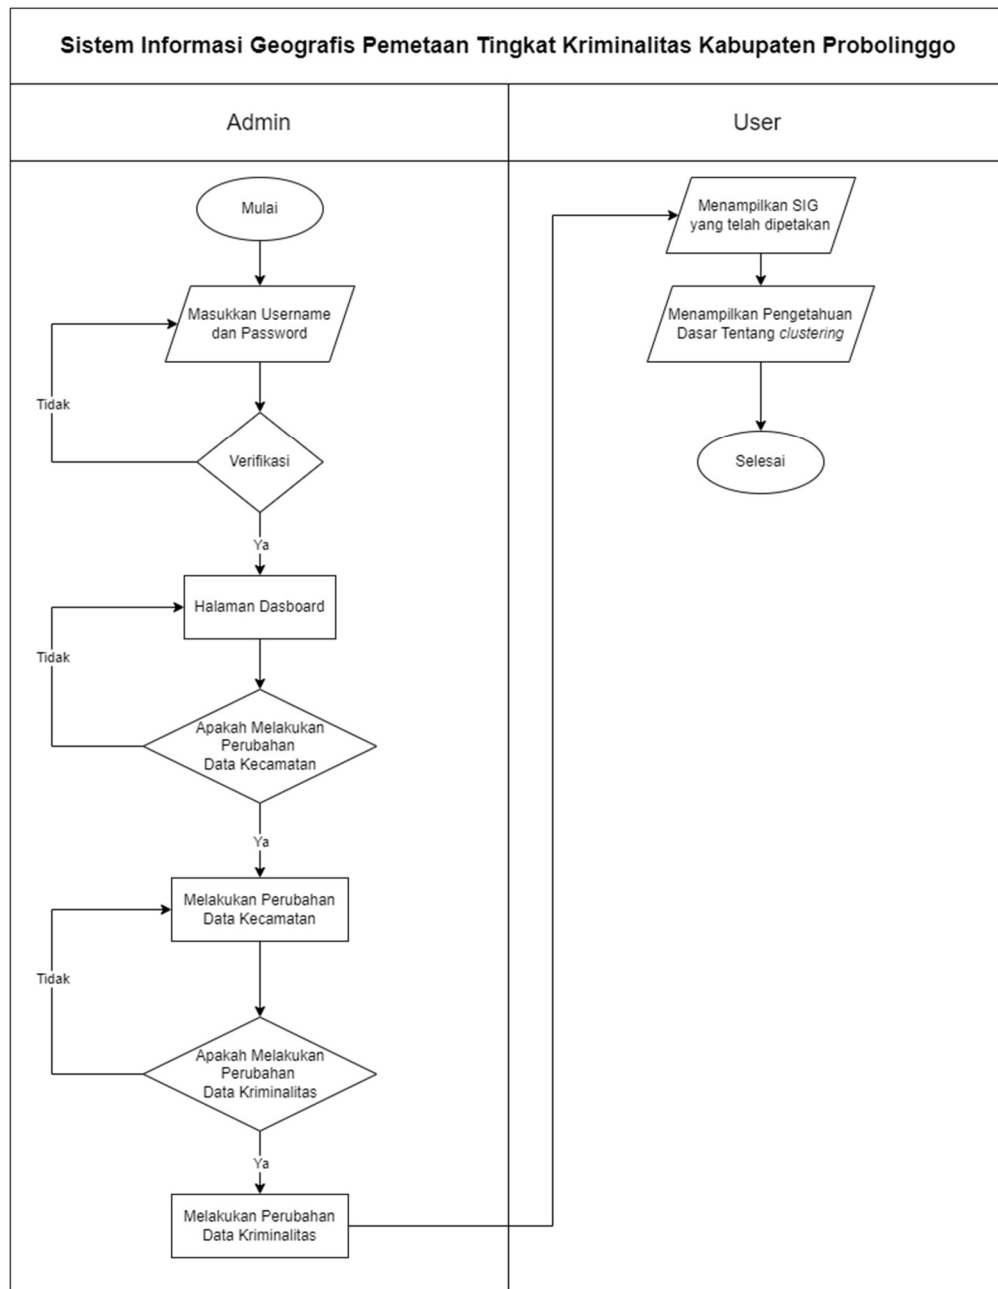 Sistem Informasi Geografis Pemetaan Tingkat Kriminalitas Kabupaten Probolinggo
Admin
User
Mulai
Masukkan Username
dan Password
Tidak
Verifikasi
Ya
Halaman Dasboard
Tidak
Apakah Melakukan
Perubahan
Data Kecamatan
Ya
Melakukan Perubahan
Data Kecamatan
Tidak
Apakah Melakukan
Perubahan
Data Kriminalitas
Ya
Melakukan Perubahan
Data Kriminalitas
Menampilkan SIG
yang telah dipetakan
Menampilkan Pengetahuan
Dasar Tentang clustering
Selesai